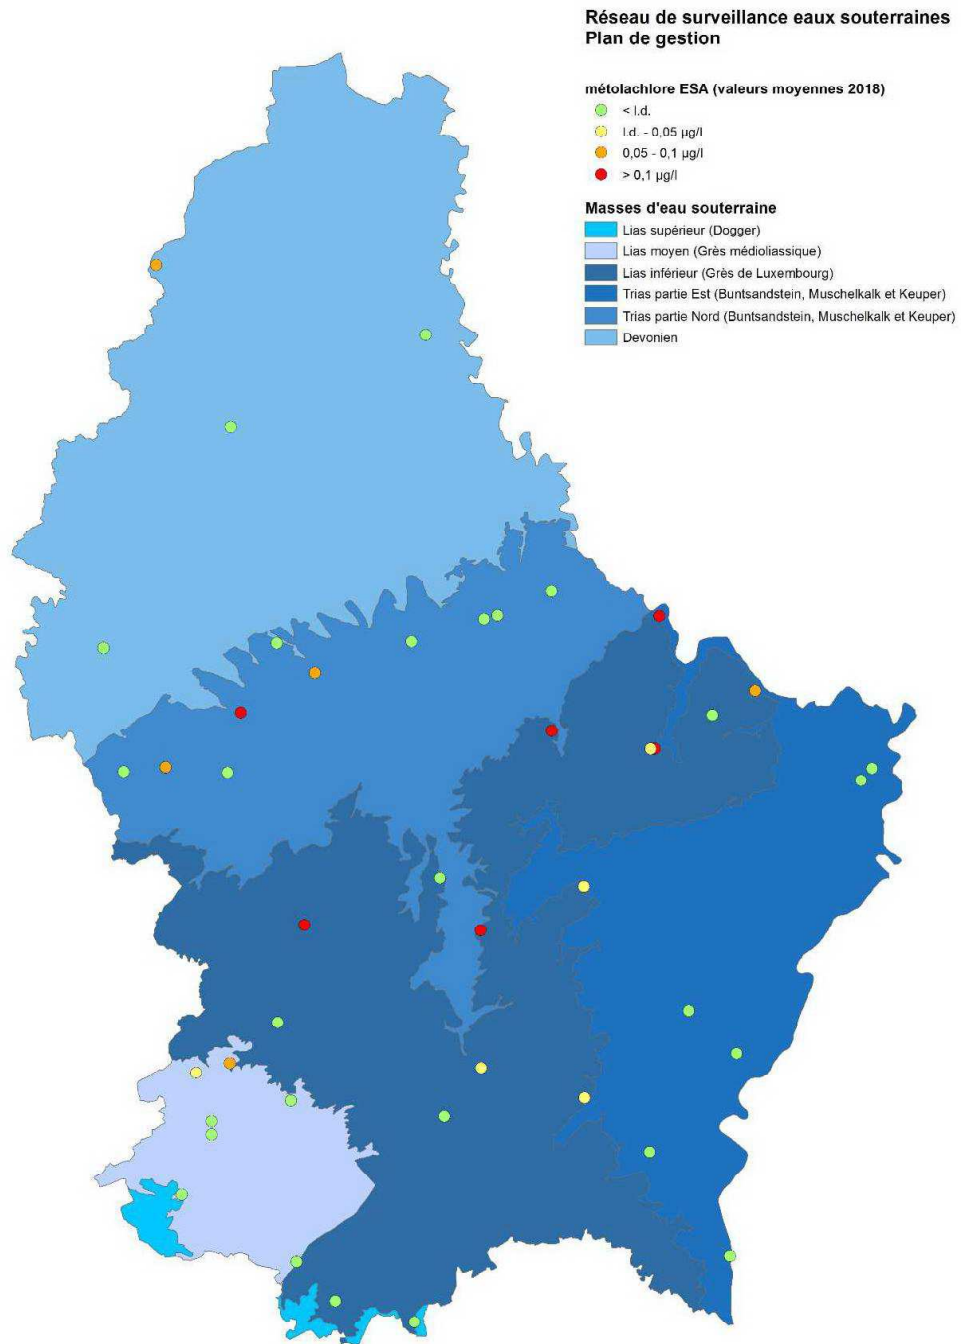 Réseau de surveillance eaux souterraines
Plan de gestion
métolachlore ESA (valeurs moyennes 2018)
< l.d.
l.d. - 0,05 µg/l
0,05 - 0,1 µg/l
> 0,1 µg/l
Masses d'eau souterraine
Lias supérieur (Dogger)
Lias moyen (Grès médioliassique)
Lias inférieur (Grès de Luxembourg)
Trias partie Est (Buntsandstein, Muschelkalk et Keuper)
Trias partie Nord (Buntsandstein, Muschelkalk et Keuper)
Devonien